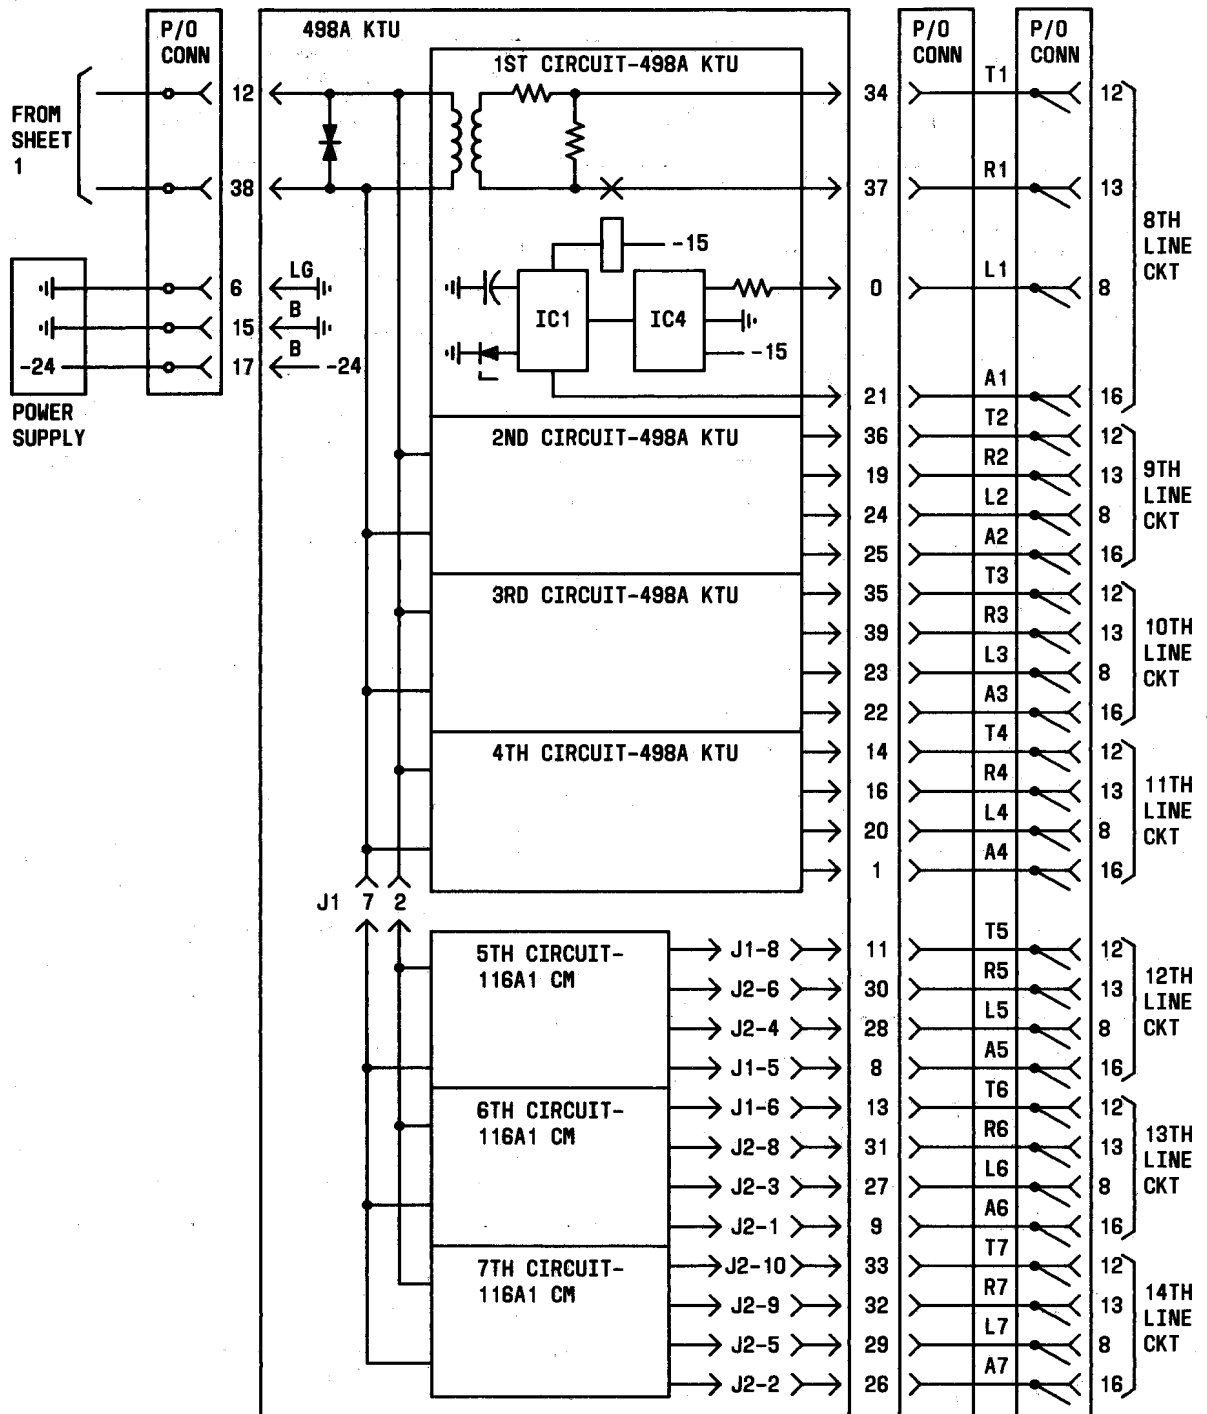 P/O
CONN
498A KTU
P/O
CONN
P/O
CONN
1ST CIRCUIT-498A KTU
FROM
SHEET
1
12
34
T1
12
38
37
R1
13
-15
8TH
LINE
CKT
6
LG
IC1
IC4
0
L1
8
15
B
-24
17
B
-24
-15
POWER
SUPPLY
21
A1
16
2ND CIRCUIT-498A KTU
36
T2
12
19
R2
13
9TH
LINE
CKT
24
L2
8
25
A2
16
3RD CIRCUIT-498A KTU
35
T3
12
39
R3
13
10TH
LINE
CKT
23
L3
8
22
A3
16
4TH CIRCUIT-498A KTU
14
T4
12
16
R4
13
11TH
LINE
CKT
20
L4
8
1
A4
16
J1 7 2
5TH CIRCUIT-
116A1 CM
J1-8
11
T5
12
J2-6
30
R5
13
12TH
LINE
CKT
J2-4
28
L5
8
J1-5
8
A5
16
6TH CIRCUIT-
116A1 CM
J1-6
13
T6
12
J2-8
31
R6
13
13TH
LINE
CKT
J2-3
27
L6
8
J2-1
9
A6
16
7TH CIRCUIT-
116A1 CM
J2-10
33
T7
12
J2-9
32
R7
13
14TH
LINE
CKT
J2-5
29
L7
8
J2-2
26
A7
16